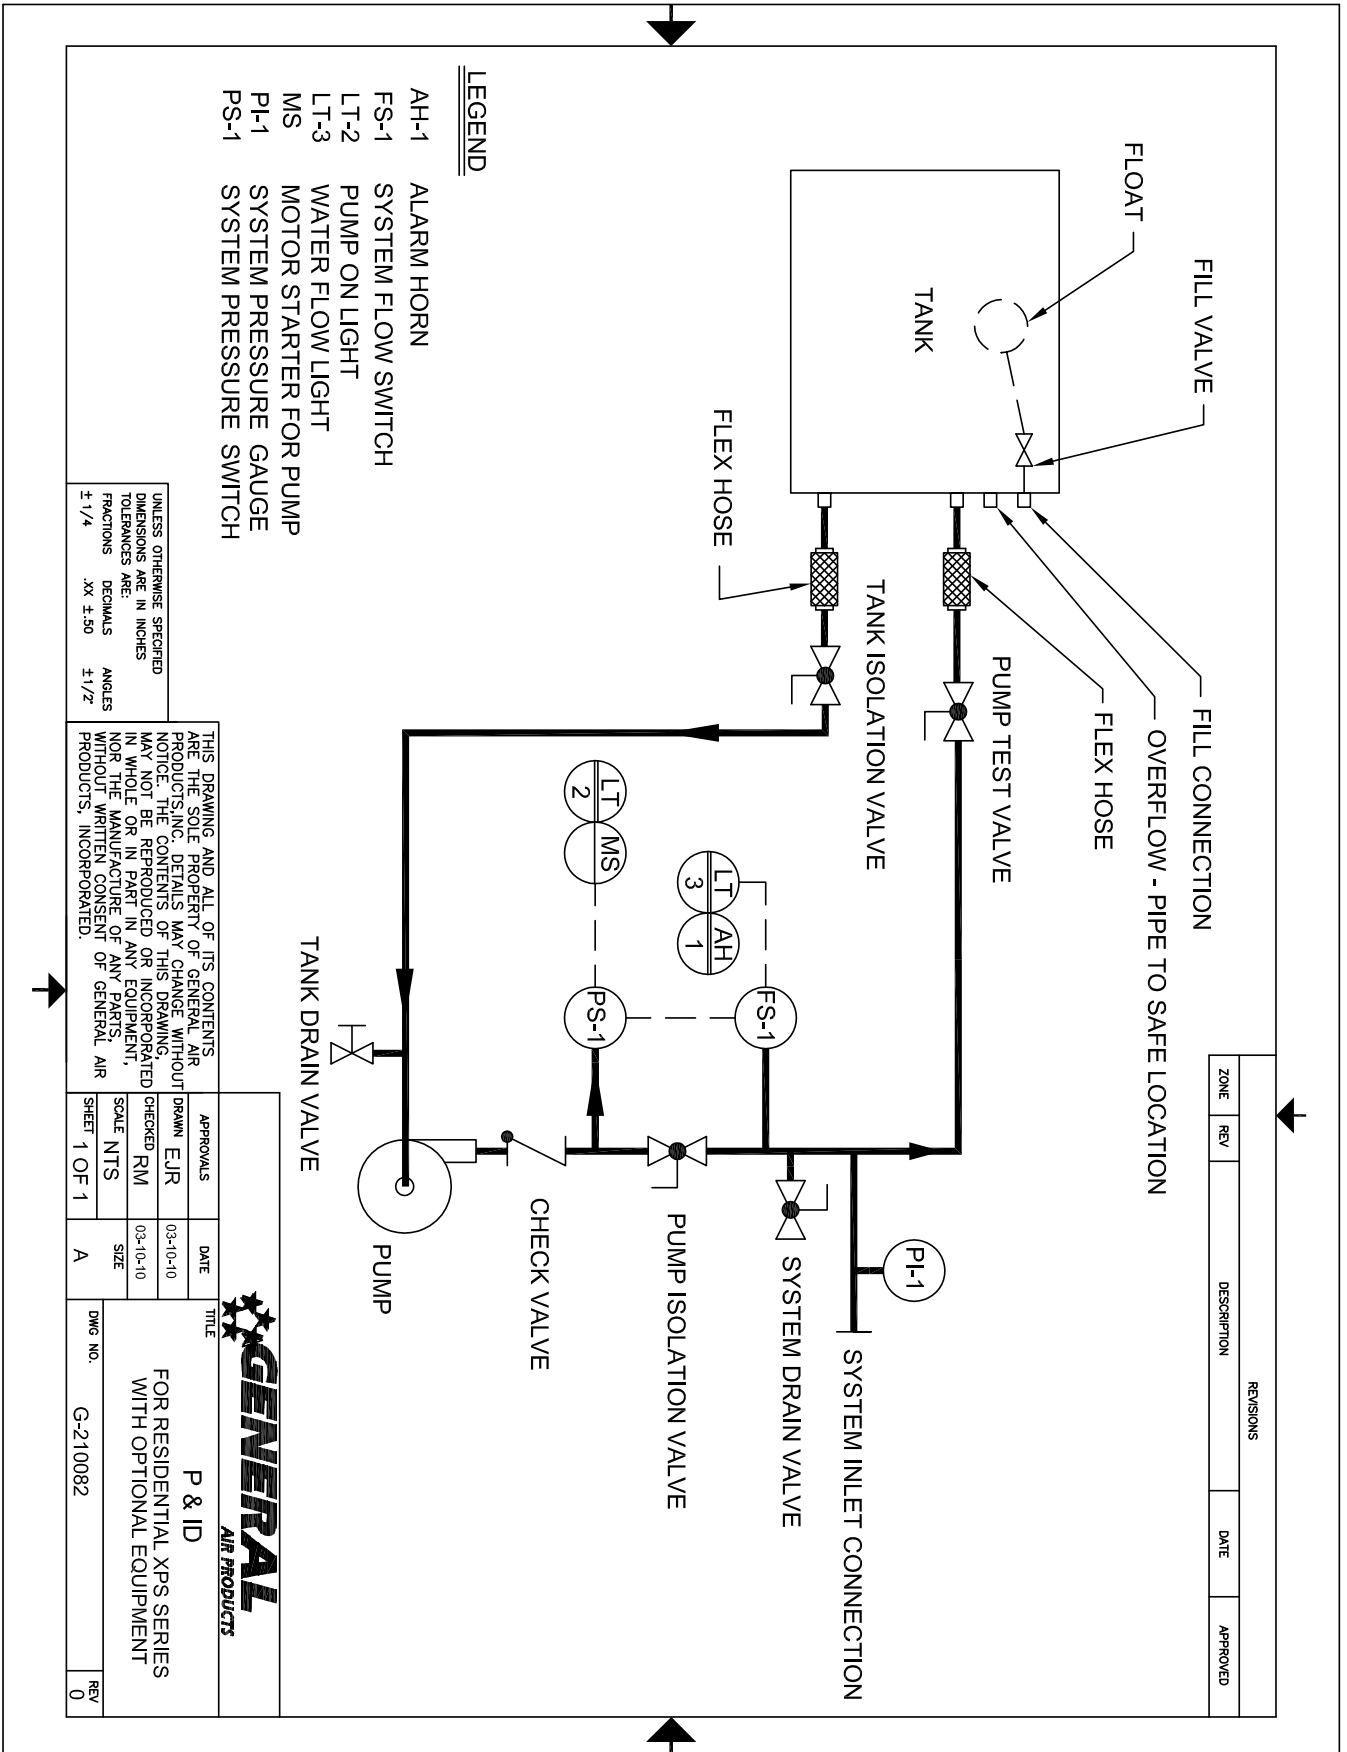 REVISIONS
ZONE REV DESCRIPTION DATE APPROVED
FILL VALVE
FILL CONNECTION
FLOAT
OVERFLOW - PIPE TO SAFE LOCATION
FLEX HOSE
TANK
PUMP TEST VALVE
TANK ISOLATION VALVE
FLEX HOSE
PI-1
SYSTEM INLET CONNECTION
SYSTEM DRAIN VALVE
FS-1
LT
3
AH
1
PUMP ISOLATION VALVE
LT
2
MS
PS-1
CHECK VALVE
PUMP
TANK DRAIN VALVE
LEGEND
AH-1 ALARM HORN
FS-1 SYSTEM FLOW SWITCH
LT-2 PUMP ON LIGHT
LT-3 WATER FLOW LIGHT
MS MOTOR STARTER FOR PUMP
PI-1 SYSTEM PRESSURE GAUGE
PS-1 SYSTEM PRESSURE SWITCH
UNLESS OTHERWISE SPECIFIED
DIMENSIONS ARE IN INCHES
TOLERANCES ARE:
FRACTIONS DECIMALS ANGLES
±1/4 .XX ±.50 ±1/2°
THIS DRAWING AND ALL OF ITS CONTENTS
ARE THE SOLE PROPERTY OF GENERAL AIR
PRODUCTS,INC. DETAILS MAY CHANGE WITHOUT
NOTICE. THE CONTENTS OF THIS DRAWING,
MAY NOT BE REPRODUCED OR INCORPORATED
IN WHOLE OR IN PART IN ANY EQUIPMENT,
NOR THE MANUFACTURE OF ANY PARTS,
WITHOUT WRITTEN CONSENT OF GENERAL AIR
PRODUCTS, INCORPORATED.
APPROVALS DATE
DRAWN EJR 03-10-10
CHECKED RM 03-10-10
SCALE NTS SIZE
SHEET 1 OF 1 A
GENERAL
AIR PRODUCTS
TITLE
P & ID
FOR RESIDENTIAL XPS SERIES
WITH OPTIONAL EQUIPMENT
DWG NO. G-210082
REV 0